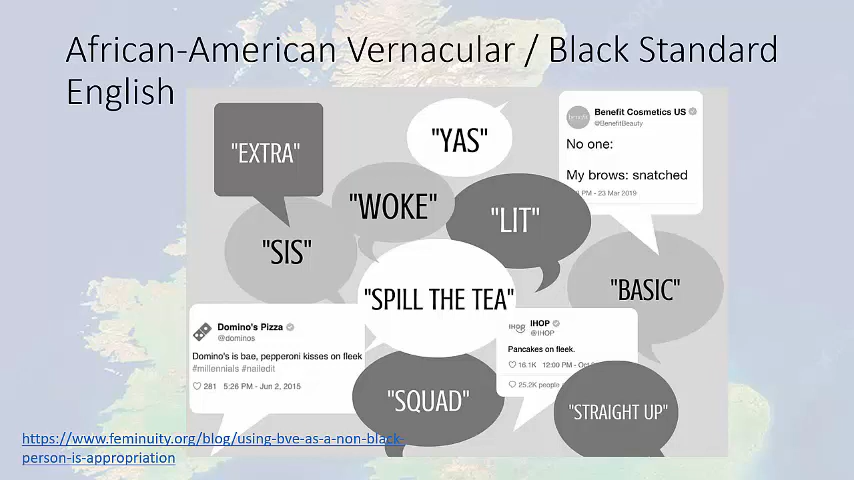 African-American Vernacular / Black Standard
English
"EXTRA"
"YAS"
Benefit Cosmetics US
@BenefitBeauty
No one:
My brows: snatched
PM - 23 Mar 2019
"WOKE"
"LIT"
"SIS"
"SPILL THE TEA"
"BASIC"
Domino's Pizza
@dominos
Domino's is bae, pepperoni kisses on fleek
#millennials #nailedit
281 5:26 PM - Jun 2, 2015
IHOP
IHOP
@IHOP
Pancakes on fleek.
16.1K 12:00 PM - Oct
25.2K people
"SQUAD"
"STRAIGHT UP"
https://www.feminuity.org/blog/using-bve-as-a-non-black-
person-is-appropriation